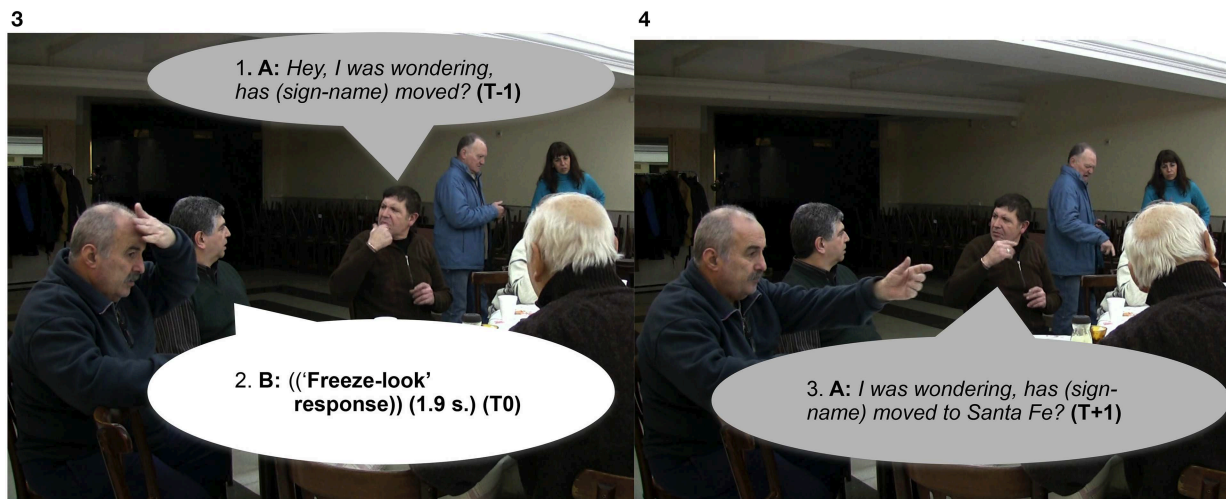 3
1. A: Hey, I was wondering,
has (sign-name) moved? (T-1)
2. B: ((‘Freeze-look’
response)) (1.9 s.) (T0)
4
3. A: I was wondering, has (sign-
name) moved to Santa Fe? (T+1)